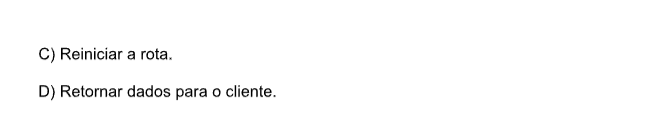 C) Reiniciar a rota.
D) Retornar dados para o cliente.